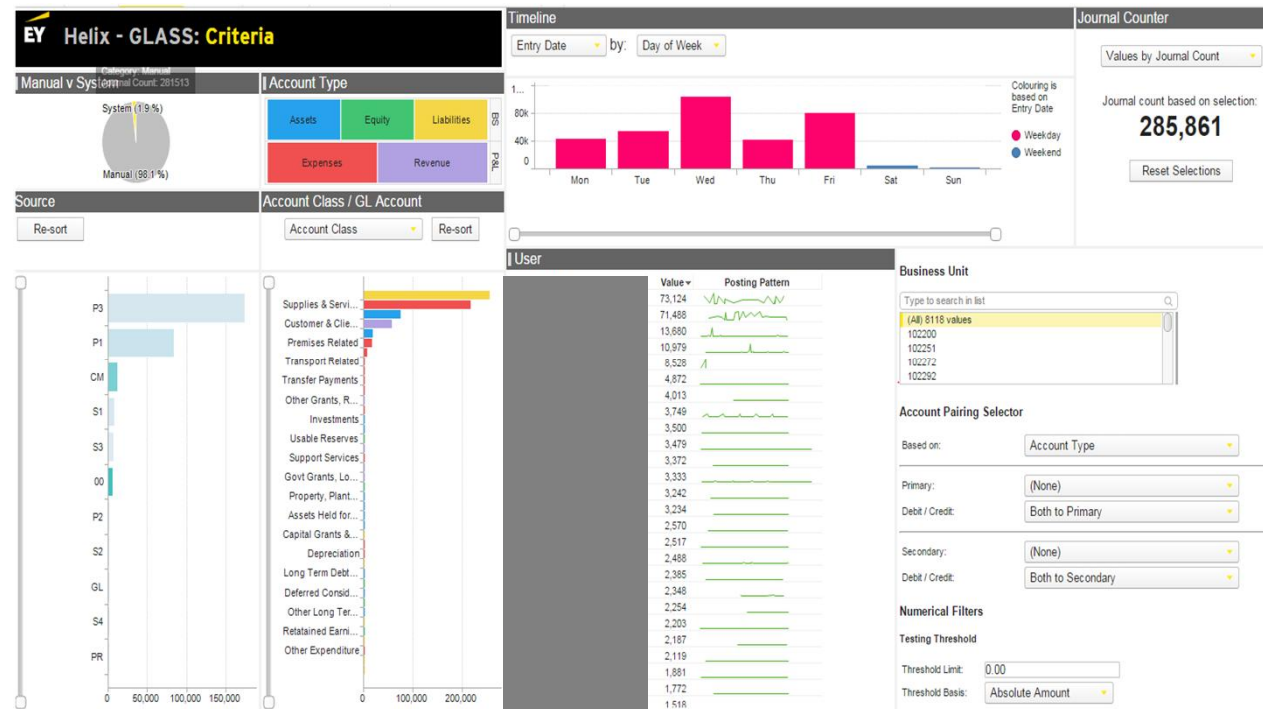 EY Helix - GLASS: Criteria
Manual v System
Category: Manual
Journal Count: 281513
System (1.9 %)
Manual (98.1 %)
Account Type
Assets
Equity
Liabilities
BS
Expenses
Revenue
P&L
Timeline
Entry Date by: Day of Week
1...
80k
40k
0
Mon Tue Wed Thu Fri Sat Sun
Colouring is
based on
Entry Date
Weekday
Weekend
Journal Counter
Values by Journal Count
Journal count based on selection:
285,861
Reset Selections
Source
Re-sort
P3
P1
CM
S1
S3
00
P2
S2
GL
S4
PR
0 50,000 100,000 150,000
Account Class / GL Account
Account Class
Re-sort
Supplies & Servi...
Customer & Clie...
Premises Related
Transport Related
Transfer Payments
Other Grants, R...
Investments
Usable Reserves
Support Services
Govt Grants, Lo...
Property, Plant...
Assets Held for...
Capital Grants &...
Depreciation
Long Term Debt...
Deferred Consid...
Other Long Ter...
Retatained Earni...
Other Expenditure
0 100,000 200,000
User
Value Posting Pattern
73,124
71,488
13,680
10,979
8,528
4,872
4,013
3,749
3,500
3,479
3,372
3,333
3,242
3,234
2,570
2,517
2,488
2,385
2,348
2,254
2,203
2,187
2,119
1,881
1,772
1,518
Business Unit
Type to search in list
(All) 8118 values
102200
102251
102272
102292
Account Pairing Selector
Based on: Account Type
Primary: (None)
Debit / Credit: Both to Primary
Secondary: (None)
Debit / Credit: Both to Secondary
Numerical Filters
Testing Threshold
Threshold Limit: 0.00
Threshold Basis: Absolute Amount